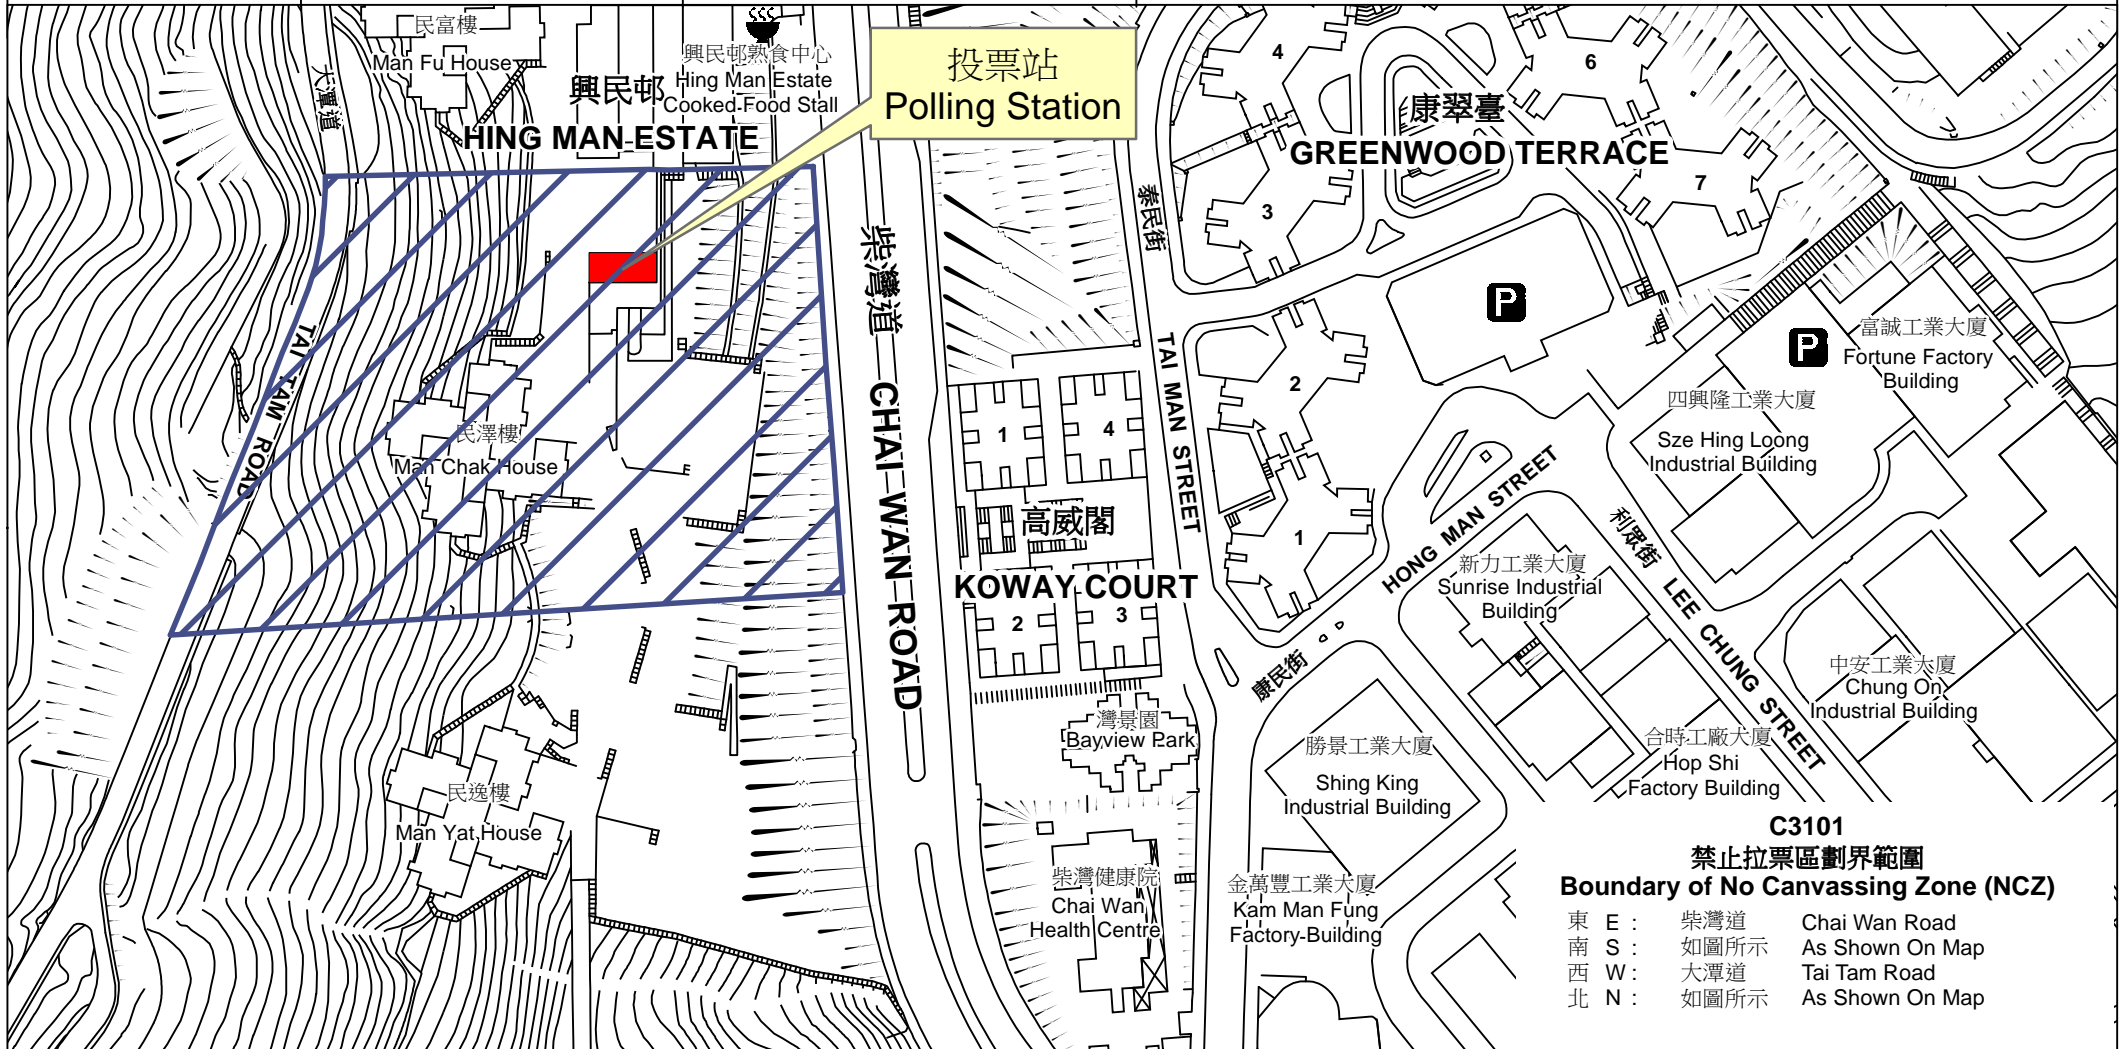 民富樓
Man Fu House
大潭道
興民邨熟食中心
Hing Man Estate
Cooked Food Stall
興民邨
HING MAN ESTATE
投票站
Polling Station
4
6
康翠臺
GREENWOOD TERRACE
7
3
泰民街
柴灣道
CHAI WAN ROAD
TAI TAM ROAD
民澤樓
Man Chak House
TAI MAN STREET
2
1
1
4
高威閣
KOWAY COURT
2
3
P
P
富誠工業大廈
Fortune Factory
Building
四興隆工業大廈
Sze Hing Loong
Industrial Building
HONG MAN STREET
康民街
利眾街
LEE CHUNG STREET
新力工業大廈
Sunrise Industrial
Building
中安工業大廈
Chung On
Industrial Building
合時工廠大廈
Hop Shi
Factory Building
灣景園
Bayview Park
勝景工業大廈
Shing King
Industrial Building
民逸樓
Man Yat House
柴灣健康院
Chai Wan
Health Centre
金萬豐工業大廈
Kam Man Fung
Factory Building
C3101
禁止拉票區劃界範圍
Boundary of No Canvassing Zone (NCZ)
東 E : 柴灣道 Chai Wan Road
南 S : 如圖所示 As Shown On Map
西 W : 大潭道 Tai Tam Road
北 N : 如圖所示 As Shown On Map